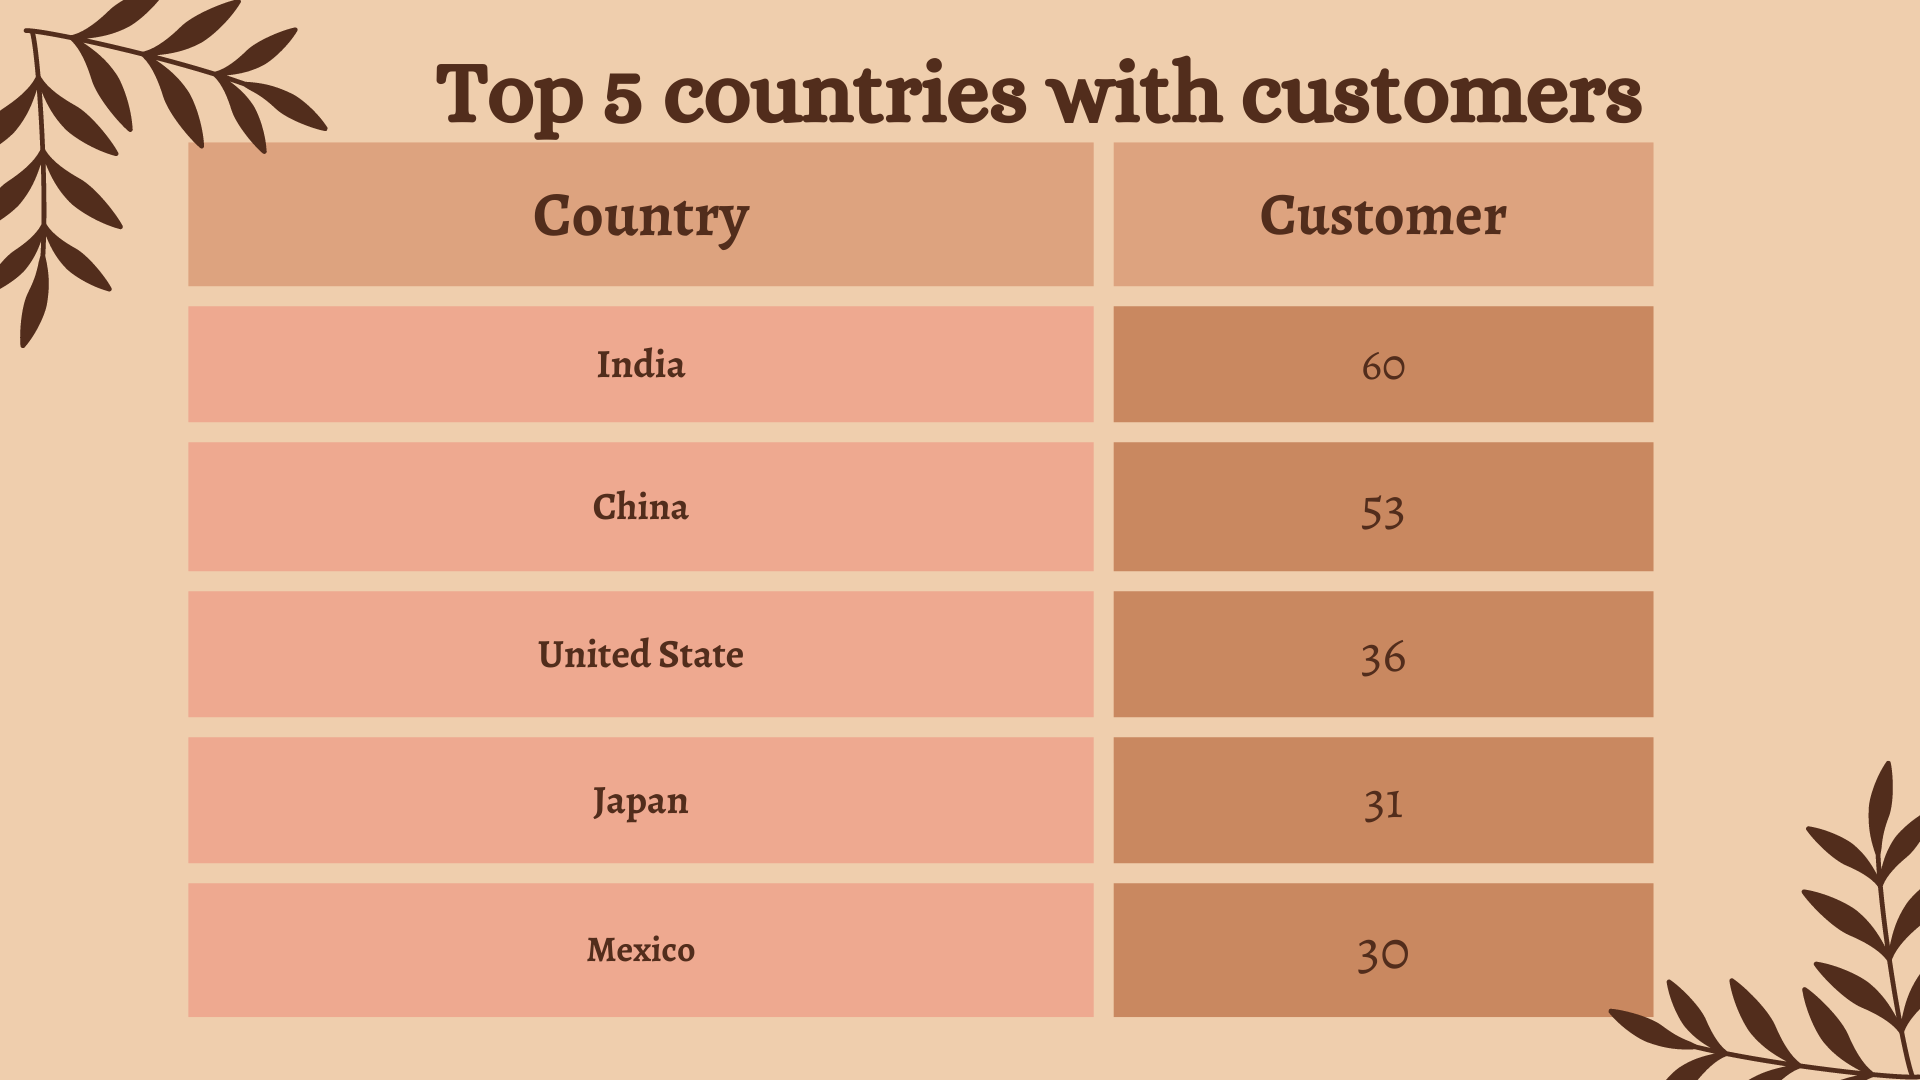 Top 5 countries with customers
Country Customer
India 60
China 53
United State 36
Japan 31
Mexico 30